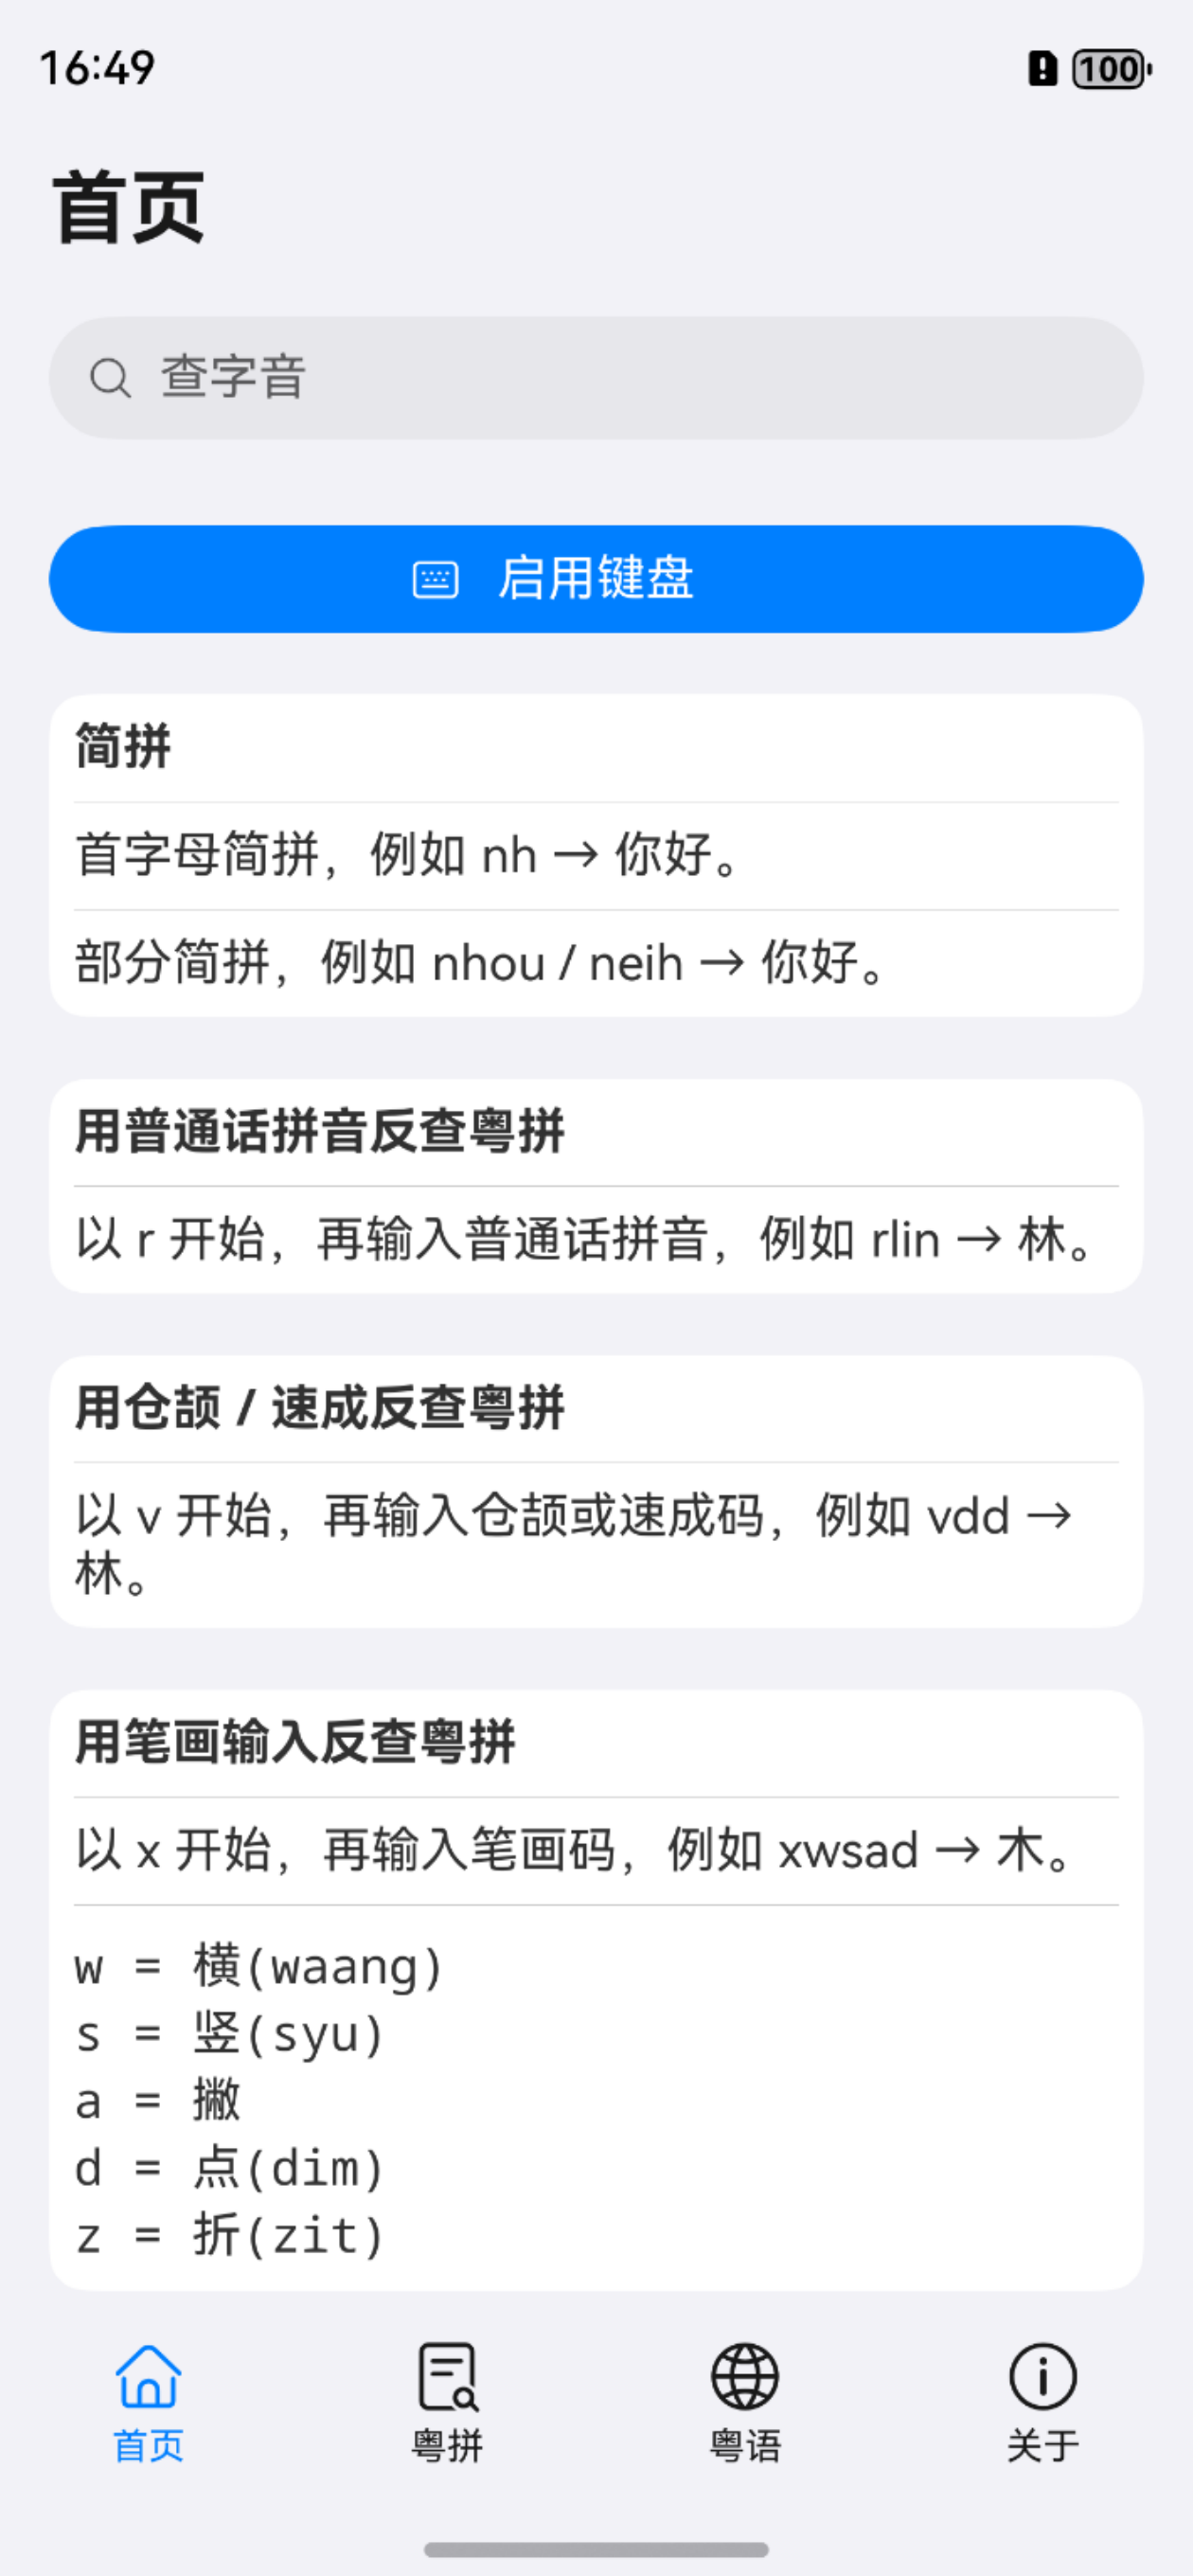 16:49
100
首页
查字音
启用键盘
简拼
首字母简拼，例如 nh → 你好。
部分简拼，例如 nhou / neih → 你好。
用普通话拼音反查粤拼
以 r 开始，再输入普通话拼音，例如 rlin → 林。
用仓颉 / 速成反查粤拼
以 v 开始，再输入仓颉或速成码，例如 vdd →
林。
用笔画输入反查粤拼
以 x 开始，再输入笔画码，例如 xwsad → 木。
w = 横(waang)
s = 竖(syu)
a = 撇
d = 点(dim)
z = 折(zit)
首页
粤拼
粤语
关于